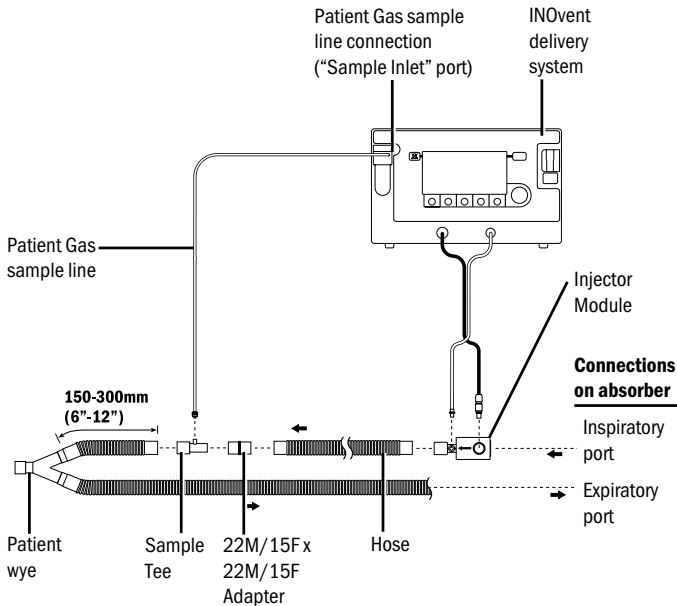 Patient Gas sample
line connection
("Sample Inlet" port)
INOvent
delivery
system
Patient Gas
sample line
Injector
Module
150-300mm
(6"-12")
Connections
on absorber
Inspiratory
port
Expiratory
port
Patient
wye
Sample
Tee
22M/15F x
22M/15F
Adapter
Hose